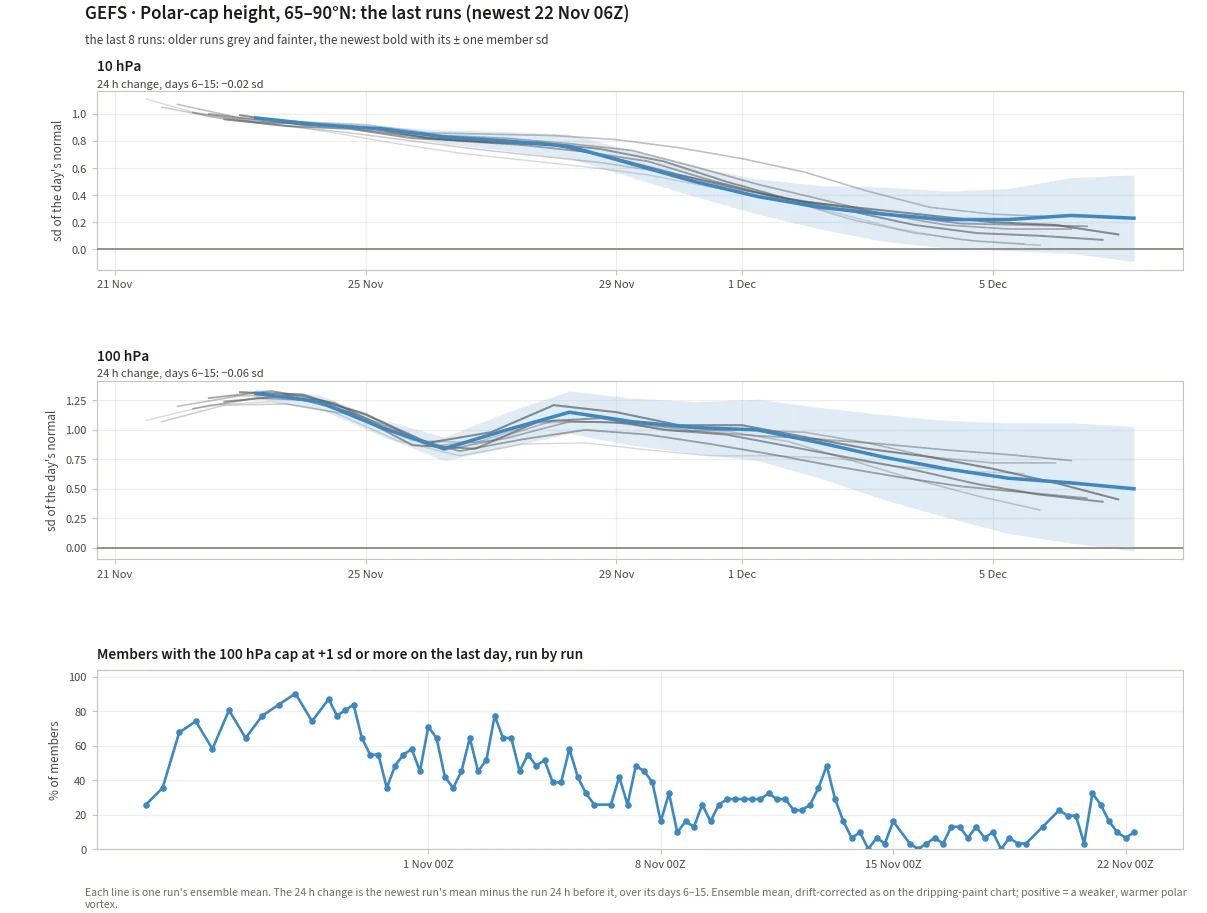 GEFS · Polar-cap height, 65–90°N: the last runs (newest 22 Nov 06Z)
the last 8 runs: older runs grey and fainter, the newest bold with its ± one member sd
10 hPa
24 h change, days 6–15: −0.02 sd
sd of the day's normal
1.0
0.8
0.6
0.4
0.2
0.0
21 Nov
25 Nov
29 Nov
1 Dec
5 Dec
100 hPa
24 h change, days 6–15: −0.06 sd
sd of the day's normal
1.25
1.00
0.75
0.50
0.25
0.00
21 Nov
25 Nov
29 Nov
1 Dec
5 Dec
Members with the 100 hPa cap at +1 sd or more on the last day, run by run
% of members
100
80
60
40
20
0
1 Nov 00Z
8 Nov 00Z
15 Nov 00Z
22 Nov 00Z
Each line is one run's ensemble mean. The 24 h change is the newest run's mean minus the run 24 h before it, over its days 6–15. Ensemble mean, drift-corrected as on the dripping-paint chart; positive = a weaker, warmer polar
vortex.